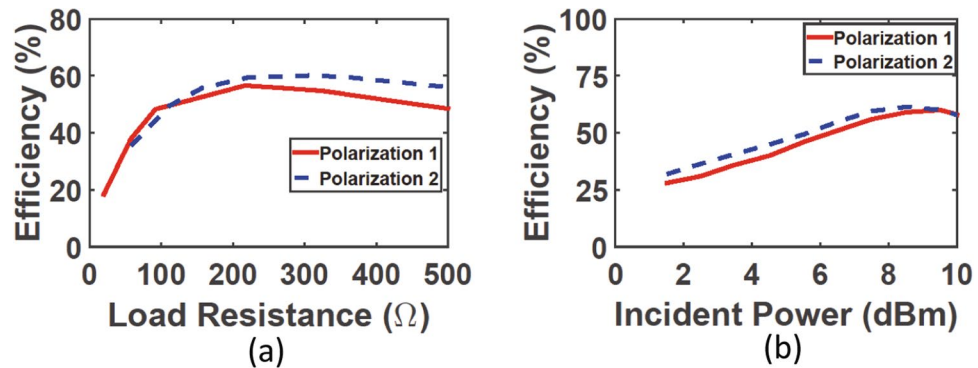 80
60
40
20
0
Efficiency (%)
Polarization 1
Polarization 2
0 100 200 300 400 500
Load Resistance (Ω)
(a)
100
75
50
25
0
Efficiency (%)
Polarization 1
Polarization 2
0 2 4 6 8 10
Incident Power (dBm)
(b)